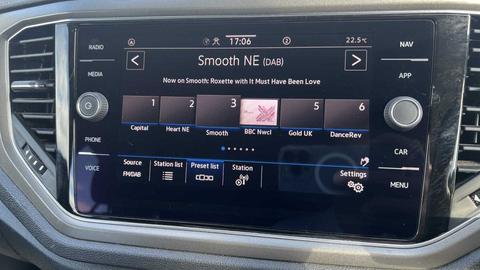 RADIO
MEDIA
PHONE
VOICE
17:06
2
22.5°C
Smooth NE (DAB)
Now on Smooth: Roxette with It Must Have Been Love
1 2 3 5 6
Capital Heart NE Smooth BBC Nwcl Gold UK DanceRev
Source Station list Preset list Station Settings
FM/DAB
NAV
APP
CAR
MENU